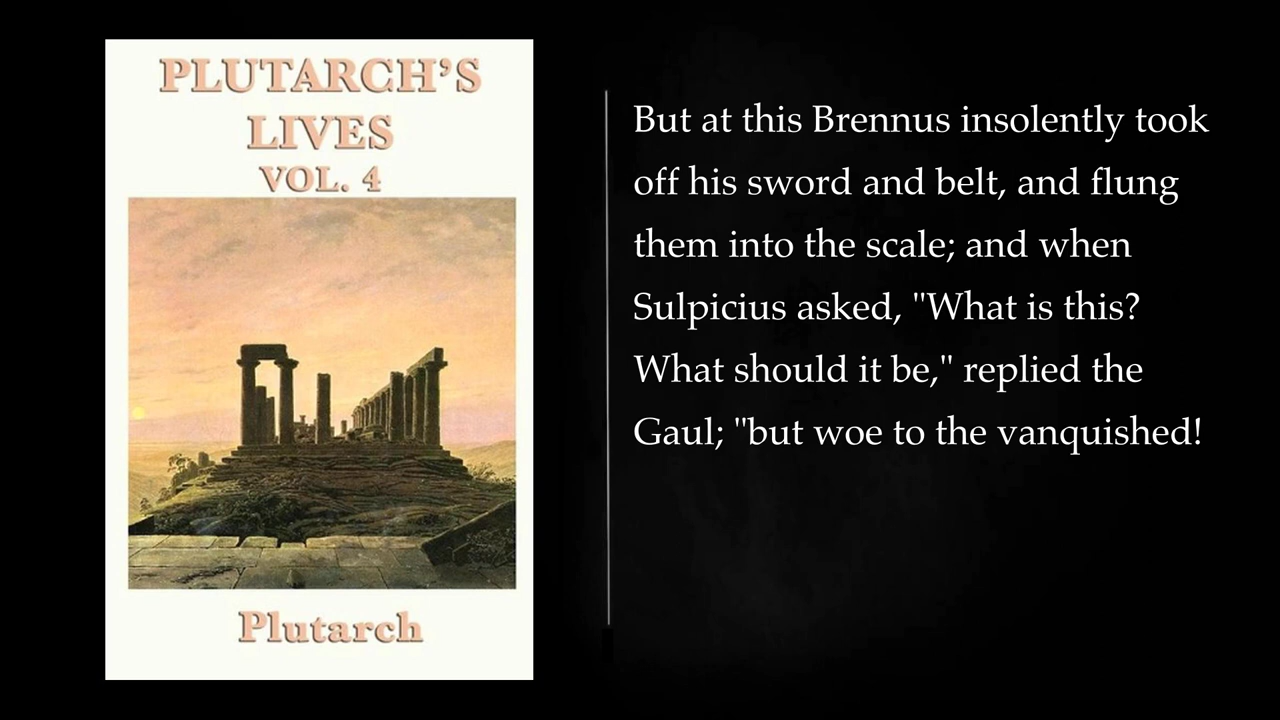 PLUTARCH'S
LIVES
VOL. 4
Plutarch
But at this Brennus insolently took
off his sword and belt, and flung
them into the scale; and when
Sulpicius asked, "What is this?
What should it be," replied the
Gaul; "but woe to the vanquished!